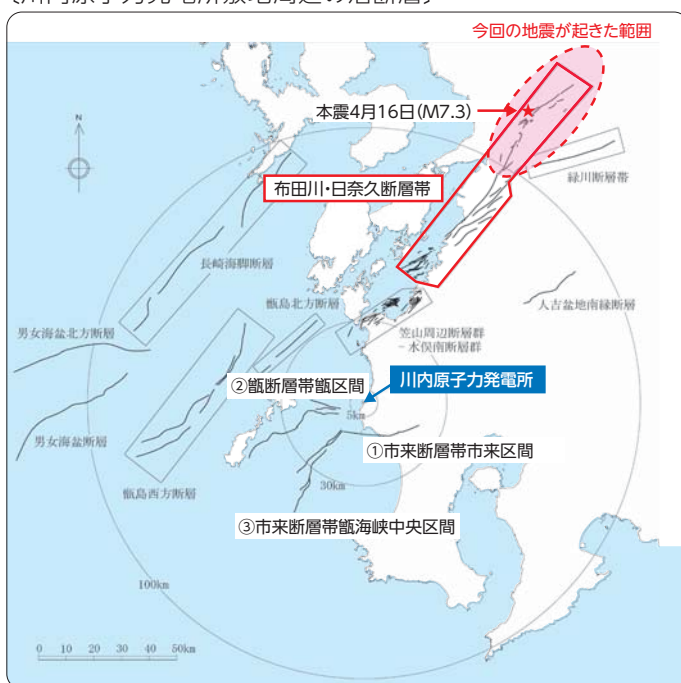 今回の地震が起きた範囲
本震4月16日(M7.3)
N
布田川・日奈久断層帯
緑川断層帯
長崎海脚断層
甑島北方断層
人吉盆地南縁断層
男女海盆北方断層
笠山周辺断層群
－水俣南断層群
②甑断層帯甑区間
川内原子力発電所
5km
男女海盆断層
①市来断層帯市来区間
甑島西方断層
30km
③市来断層帯甑海峡中央区間
100km
0 10 20 30 40 50km